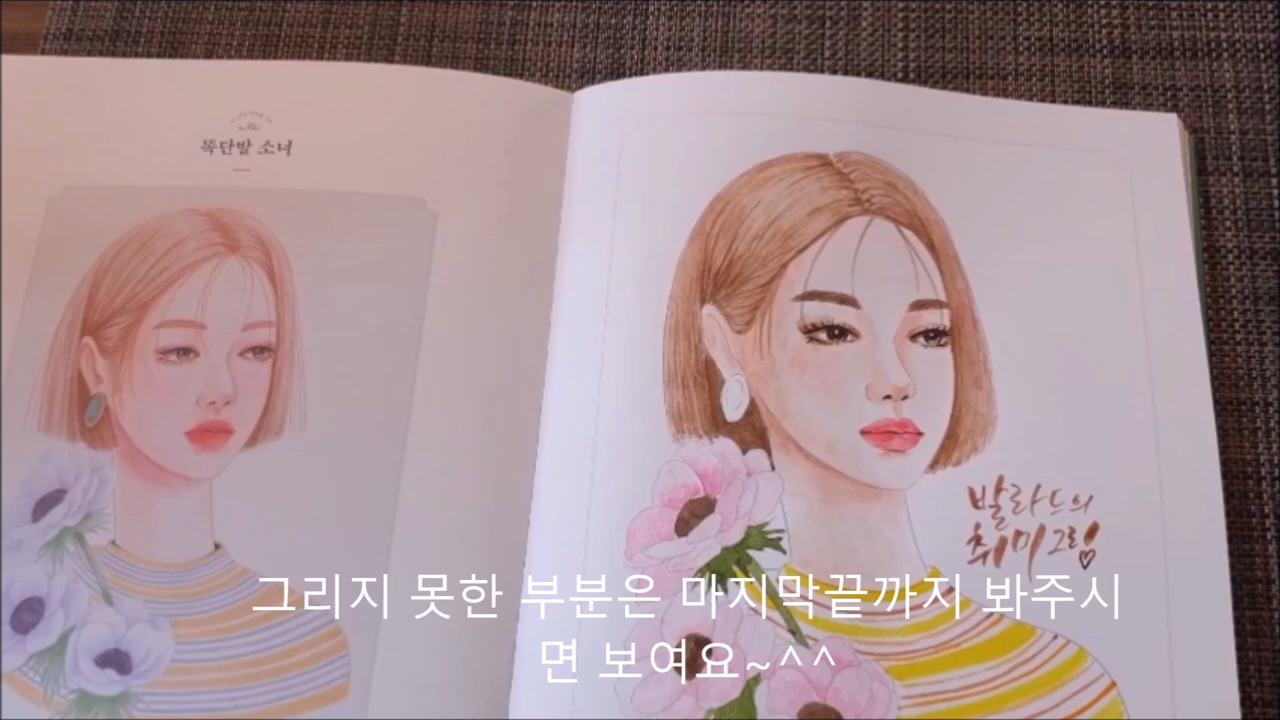 똑단발 소녀
발라드의
취미그림
그리지 못한 부분은 마지막끝까지 봐주시
면 보여요~^^